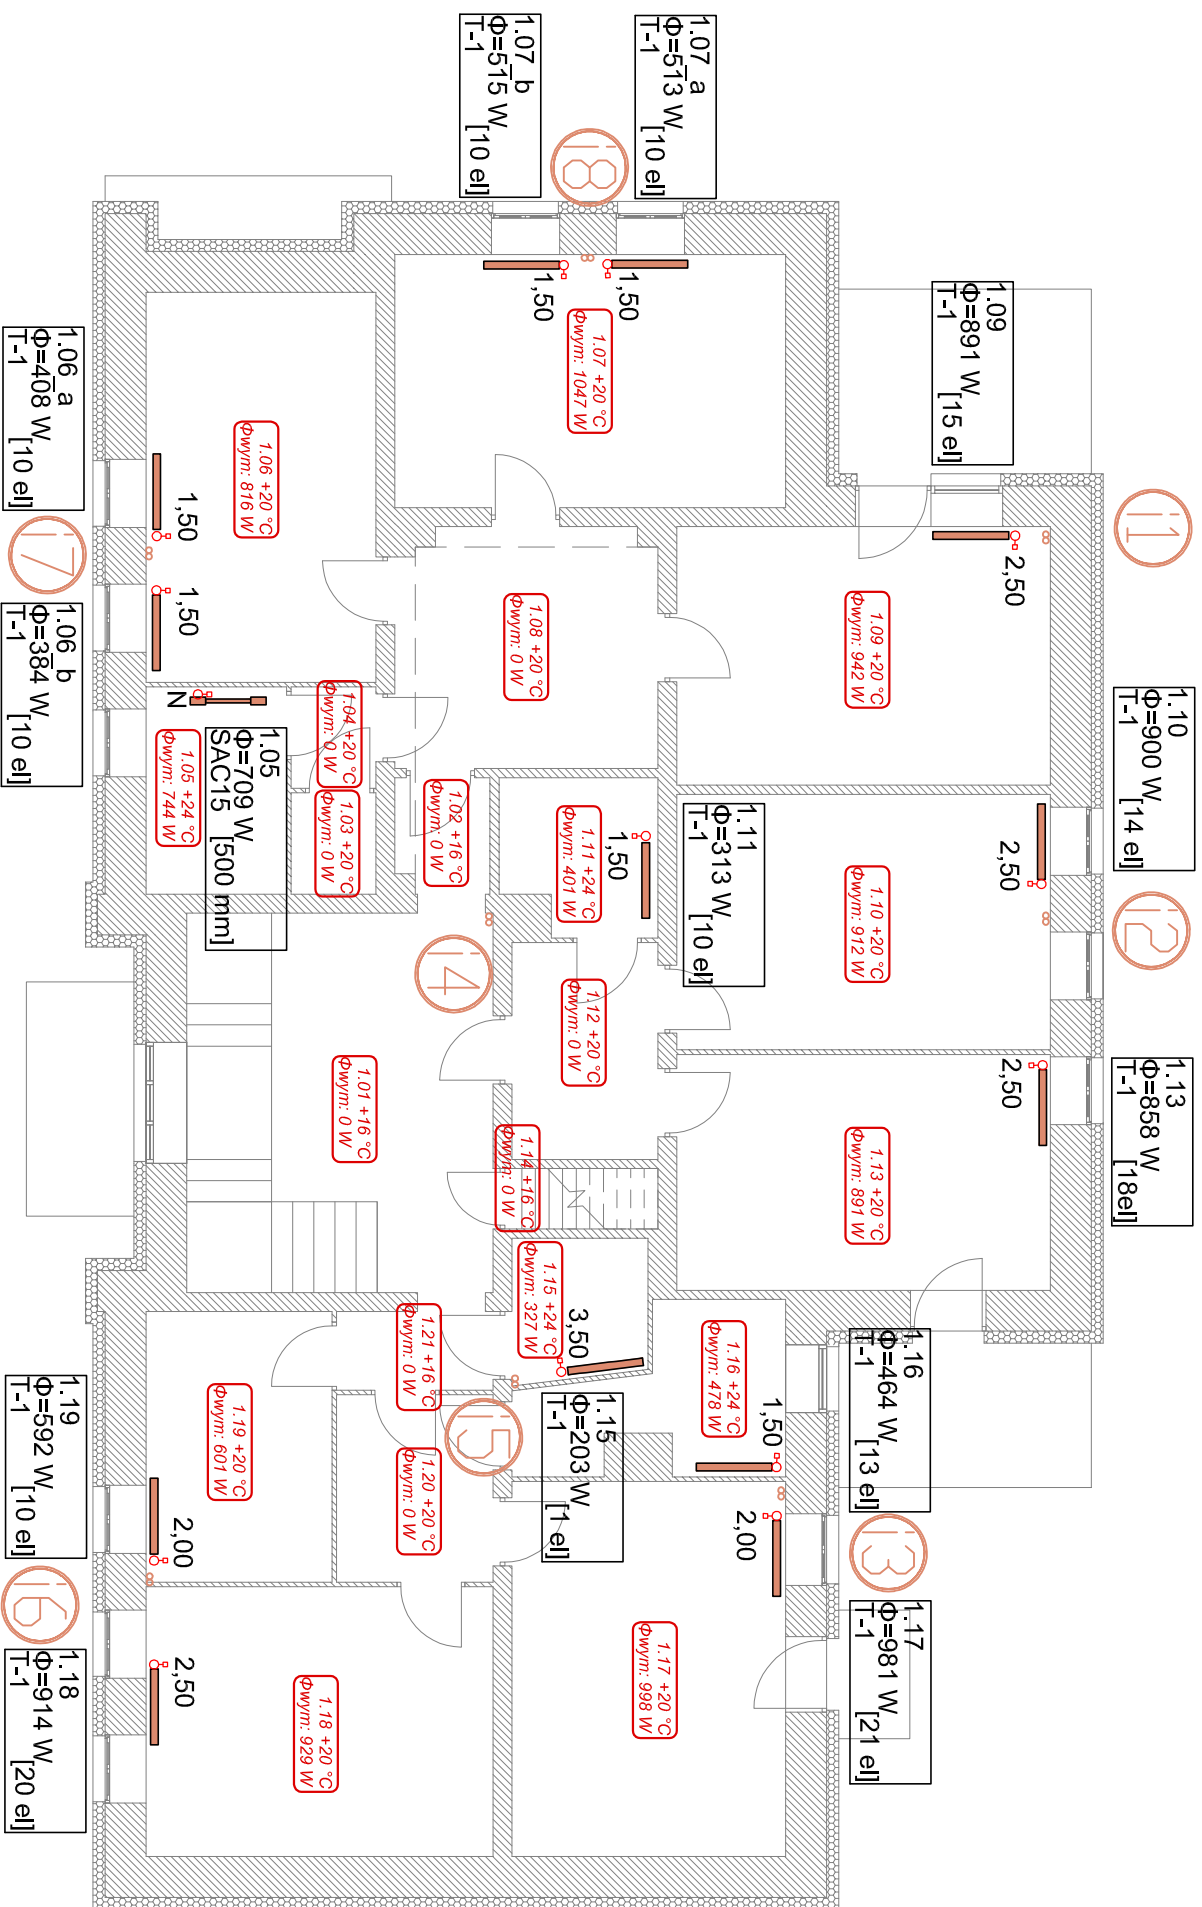 1.07_a
Φ=513 W
T-1 [10 el]
1.07_b
Φ=515 W
T-1 [10 el]
i8
1,50
1,50
1.07 +20 °C
Φwym: 1047 W
1.09
Φ=891 W
T-1 [15 el]
i1
2,50
1.09 +20 °C
Φwym: 942 W
1.06_a
Φ=408 W
T-1 [10 el]
i7
1,50
1,50
1.06 +20 °C
Φwym: 816 W
1.06_b
Φ=384 W
T-1 [10 el]
1.08 +20 °C
Φwym: 0 W
1.10
Φ=900 W
T-1 [14 el]
2,50
1.10 +20 °C
Φwym: 912 W
i2
1.04 +20 °C
Φwym: 0 W
N
1.05 +24 °C
Φwym: 744 W
1.05
Φ=709 W
SAC15 [500 mm]
1.03 +20 °C
Φwym: 0 W
1.02 +16 °C
Φwym: 0 W
1.11 +24 °C
Φwym: 401 W
1,50
1.11
Φ=313 W
T-1 [10 el]
i4
1.12 +20 °C
Φwym: 0 W
1.01 +16 °C
Φwym: 0 W
1.13
Φ=858 W
T-1 [18el]
2,50
1.13 +20 °C
Φwym: 891 W
1.14 +16 °C
Φwym: 0 W
1.15 +24 °C
Φwym: 327 W
3,50
1.16 +24 °C
Φwym: 478 W
1,50
1.16
Φ=464 W
T-1 [13 el]
1.21 +16 °C
Φwym: 0 W
i5
1.15
Φ=203 W
T-1 [1 el]
1.19
Φ=592 W
T-1 [10 el]
1.19 +20 °C
Φwym: 601 W
2,00
1.20 +20 °C
Φwym: 0 W
2,00
i3
1.17
Φ=981 W
T-1 [21 el]
1.17 +20 °C
Φwym: 998 W
i6
2,50
1.18
Φ=914 W
T-1 [20 el]
1.18 +20 °C
Φwym: 929 W